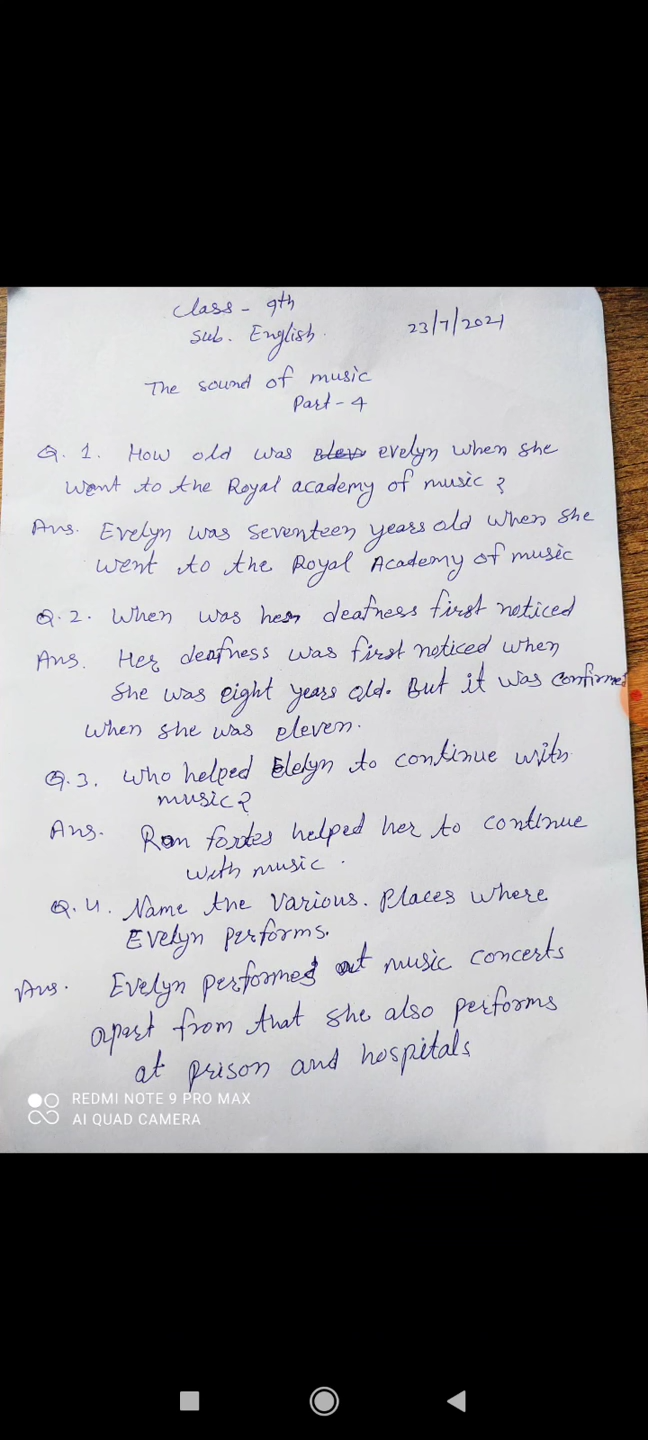 Class - 9th
Sub. English.
23/7/2021
The sound of music
Part - 4
Q. 1. How old was evelyn when she
went to the Royal academy of music ?
Ans. Evelyn was seventeen years old when she
went to the Royal Academy of music
Q. 2. When was her deafness first noticed
Ans. Her deafness was first noticed when
she was eight years old. But it was confirmed
when she was eleven.
Q. 3. Who helped Elelyn to continue with
music ?
Ans. Ron fordes helped her to continue
with music .
Q. 4. Name the various. Places where
Evelyn performs.
Ans. Evelyn performed at music concerts
apart from that she also performs
at prison and hospitals
REDMI NOTE 9 PRO MAX
AI QUAD CAMERA